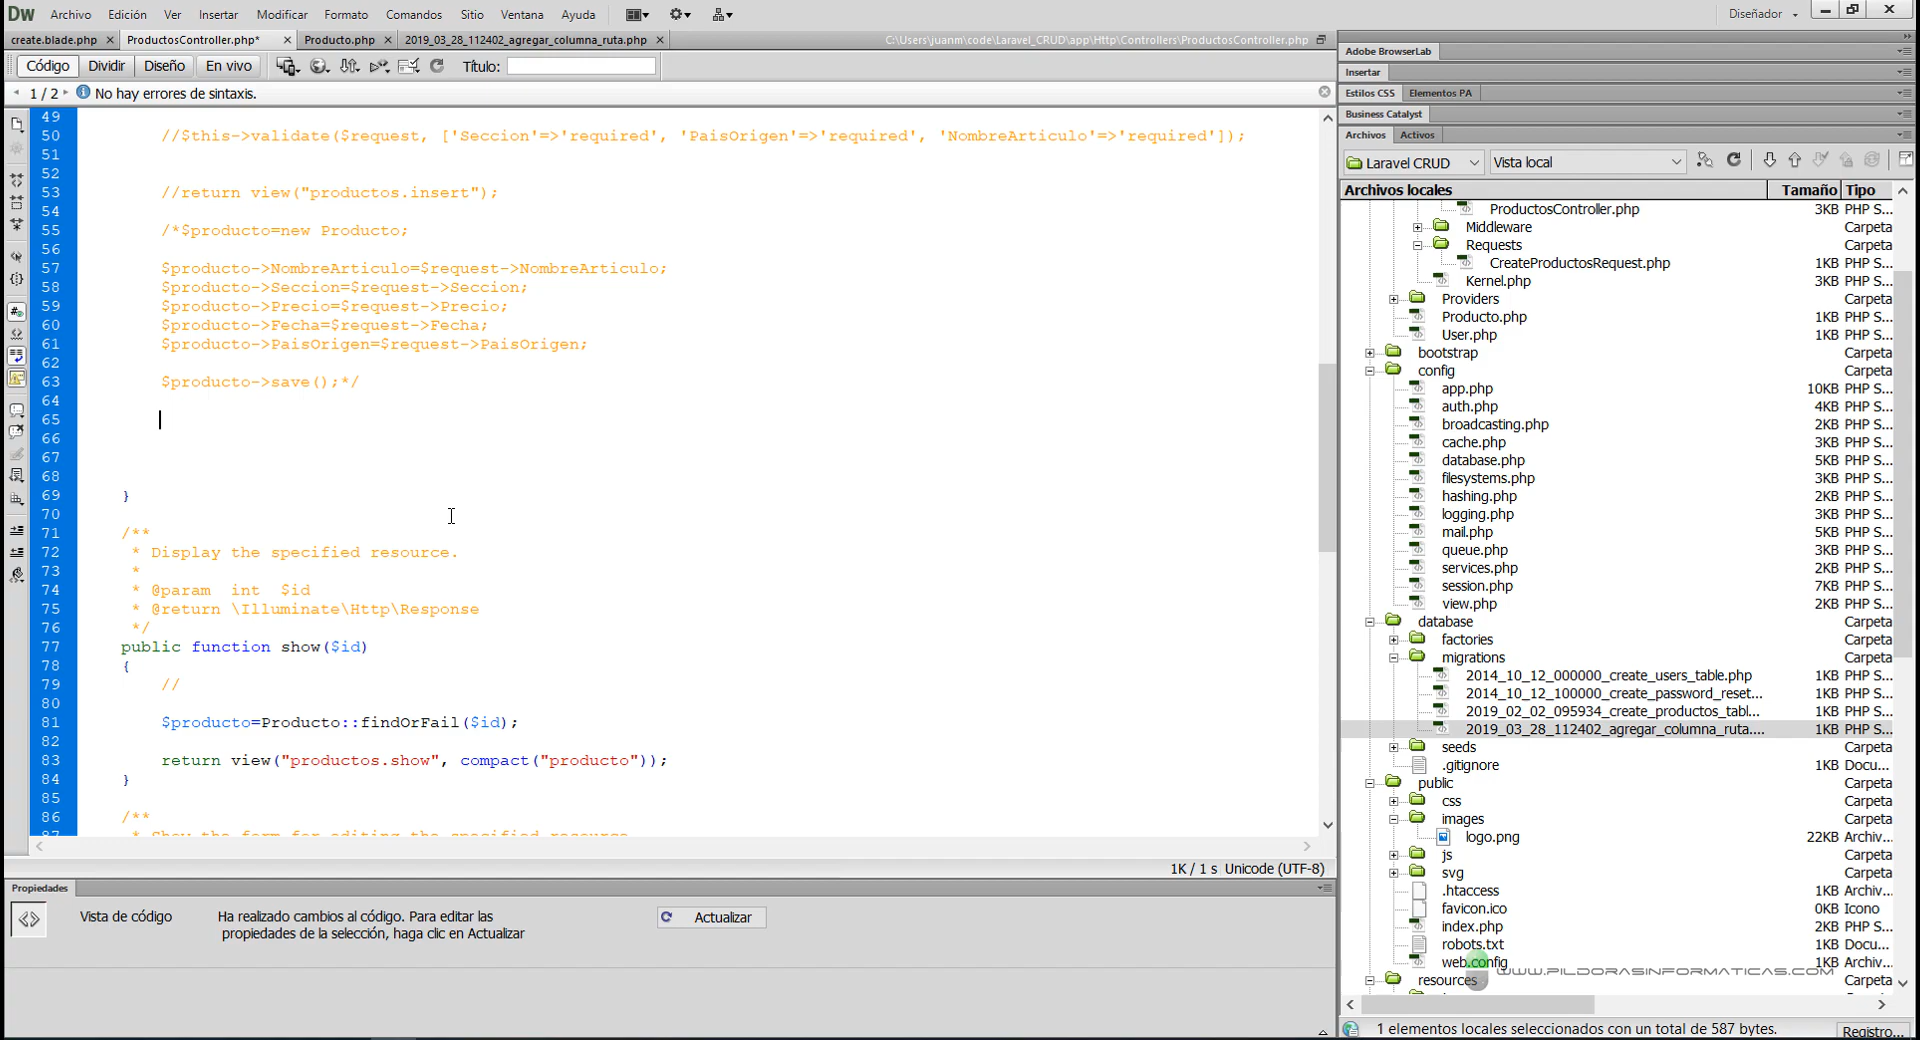 Dw Archivo Edición Ver Insertar Modificar Formato Comandos Sitio Ventana Ayuda Diseñador
create.blade.php ProductosController.php* Producto.php 2019_03_28_112402_agregar_columna_ruta.php C:\Users\juanm\code\Laravel_CRUD\app\Http\Controllers\ProductosController.php
Código Dividir Diseño En vivo Título:
1 / 2 No hay errores de sintaxis.
49
50 //$this->validate($request, ['Seccion'=>'required', 'PaisOrigen'=>'required', 'NombreArticulo'=>'required']);
51
52
53 //return view("productos.insert");
54
55 /*$producto=new Producto;
56
57 $producto->NombreArticulo=$request->NombreArticulo;
58 $producto->Seccion=$request->Seccion;
59 $producto->Precio=$request->Precio;
60 $producto->Fecha=$request->Fecha;
61 $producto->PaisOrigen=$request->PaisOrigen;
62
63 $producto->save();*/
64
65
66
67
68
69 }
70
71 /**
72 * Display the specified resource.
73 *
74 * @param int $id
75 * @return \Illuminate\Http\Response
76 */
77 public function show($id)
78 {
79 //
80
81 $producto=Producto::findOrFail($id);
82
83 return view("productos.show", compact("producto"));
84 }
85
86 /**
87 * Show the form for editing the specified resource
1K / 1 s Unicode (UTF-8)
Propiedades
Vista de código
Ha realizado cambios al código. Para editar las
propiedades de la selección, haga clic en Actualizar
Actualizar
Adobe BrowserLab
Insertar
Estilos CSS Elementos PA
Business Catalyst
Archivos Activos
Laravel CRUD Vista local
Archivos locales Tamaño Tipo
ProductosController.php 3KB PHP S...
Middleware Carpeta
Requests Carpeta
CreateProductosRequest.php 1KB PHP S...
Kernel.php 3KB PHP S...
Providers Carpeta
Producto.php 1KB PHP S...
User.php 1KB PHP S...
bootstrap Carpeta
config Carpeta
app.php 10KB PHP S...
auth.php 4KB PHP S...
broadcasting.php 2KB PHP S...
cache.php 3KB PHP S...
database.php 5KB PHP S...
filesystems.php 3KB PHP S...
hashing.php 2KB PHP S...
logging.php 3KB PHP S...
mail.php 5KB PHP S...
queue.php 3KB PHP S...
services.php 2KB PHP S...
session.php 7KB PHP S...
view.php 2KB PHP S...
database Carpeta
factories Carpeta
migrations Carpeta
2014_10_12_000000_create_users_table.php 1KB PHP S...
2014_10_12_100000_create_password_reset... 1KB PHP S...
2019_02_02_095934_create_productos_tabl... 1KB PHP S...
2019_03_28_112402_agregar_columna_ruta.... 1KB PHP S...
seeds Carpeta
.gitignore 1KB Docu...
public Carpeta
css Carpeta
images Carpeta
logo.png 22KB Archiv...
js Carpeta
svg Carpeta
.htaccess 1KB Archiv...
favicon.ico 0KB Icono
index.php 2KB PHP S...
robots.txt 1KB Docu...
web.config 1KB Archiv...
WWW.PILDORASINFORMATICAS.COM
resources Carpeta
1 elementos locales seleccionados con un total de 587 bytes. Registro...